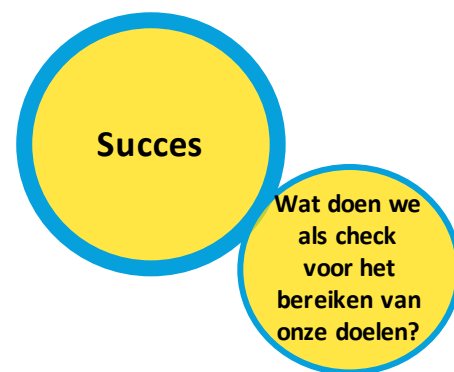 Succes
Wat doen we
als check
voor het
bereiken van
onze doelen?